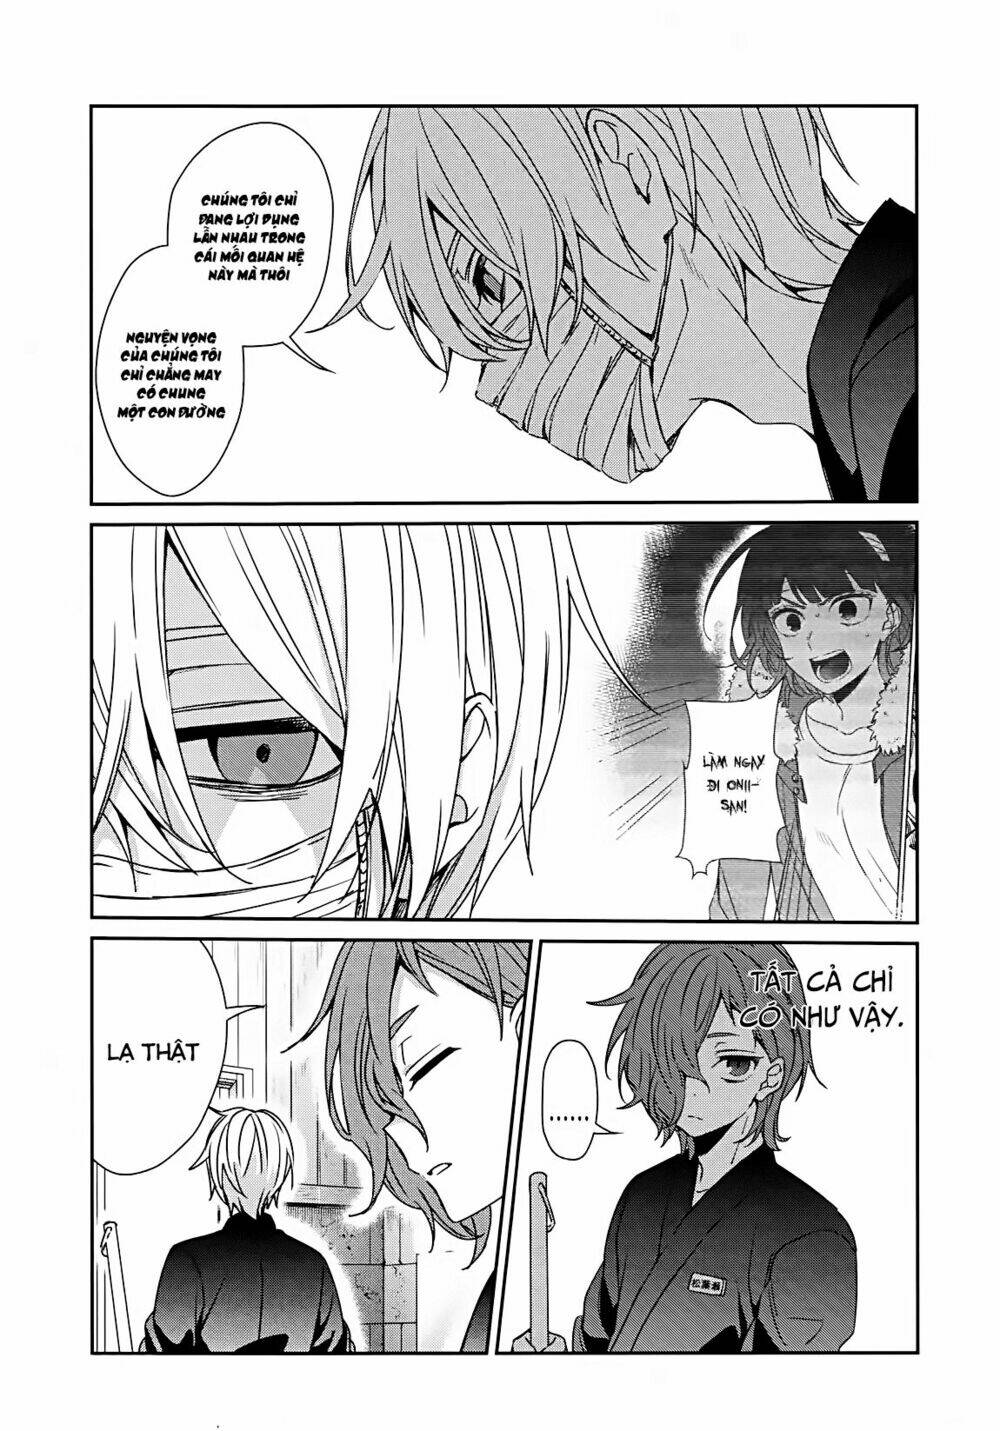 CHÚNG TÔI CHỈ
ĐANG LỢI DỤNG
LẪN NHAU TRONG
CÁI MỐI QUAN HỆ
NÀY MÀ THÔI
NGUYỆN VỌNG
CỦA CHÚNG TÔI
CHỈ CHẲNG MAY
CÓ CHUNG
MỘT CON ĐƯỜNG
LÀM NGAY
ĐI ONII-
SAN!
TẤT CẢ CHỈ
CÓ NHƯ VẬY.
......
LẠ THẬT